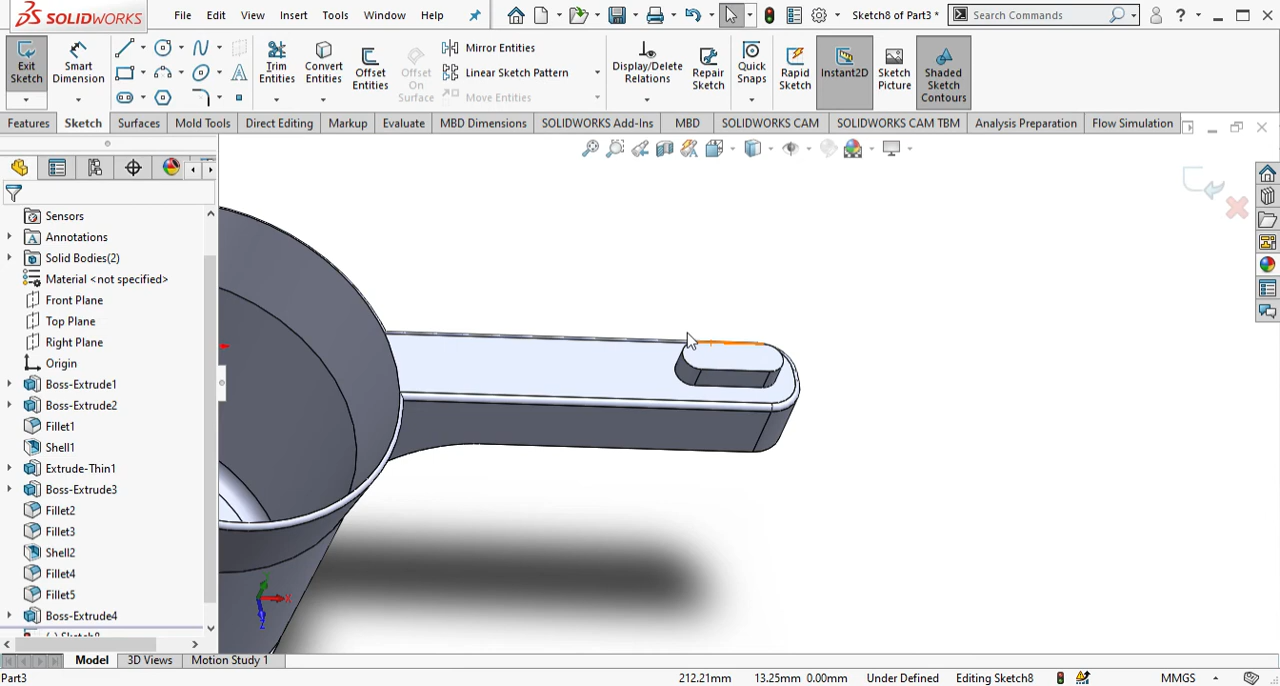 SOLIDWORKS File Edit View Insert Tools Window Help Sketch8 of Part3 * Search Commands
Exit Sketch Smart Dimension Trim Entities Convert Entities Offset Entities Offset On Surface Mirror Entities Linear Sketch Pattern Move Entities Display/Delete Relations Repair Sketch Quick Snaps Rapid Sketch Instant2D Sketch Picture Shaded Sketch Contours
Features Sketch Surfaces Mold Tools Direct Editing Markup Evaluate MBD Dimensions SOLIDWORKS Add-Ins MBD SOLIDWORKS CAM SOLIDWORKS CAM TBM Analysis Preparation Flow Simulation
Sensors
Annotations
Solid Bodies(2)
Material <not specified>
Front Plane
Top Plane
Right Plane
Origin
Boss-Extrude1
Boss-Extrude2
Fillet1
Shell1
Extrude-Thin1
Boss-Extrude3
Fillet2
Fillet3
Shell2
Fillet4
Fillet5
Boss-Extrude4
(-) Sketch8
X
Z
Model 3D Views Motion Study 1
Part3 212.21mm 13.25mm 0.00mm Under Defined Editing Sketch8 MMGS